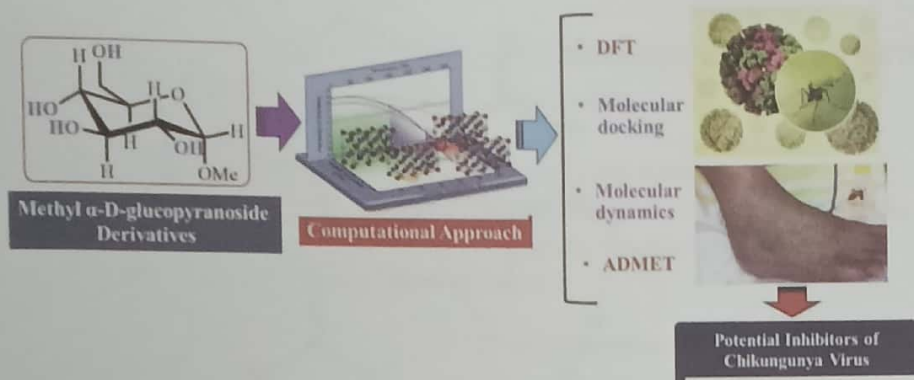 H OH
H
O
HO
HO
H
H
OH
H
OMe
Methyl α-D-glucopyranoside
Derivatives
Computational Approach
• DFT
• Molecular
docking
• Molecular
dynamics
• ADMET
Potential Inhibitors of
Chikungunya Virus